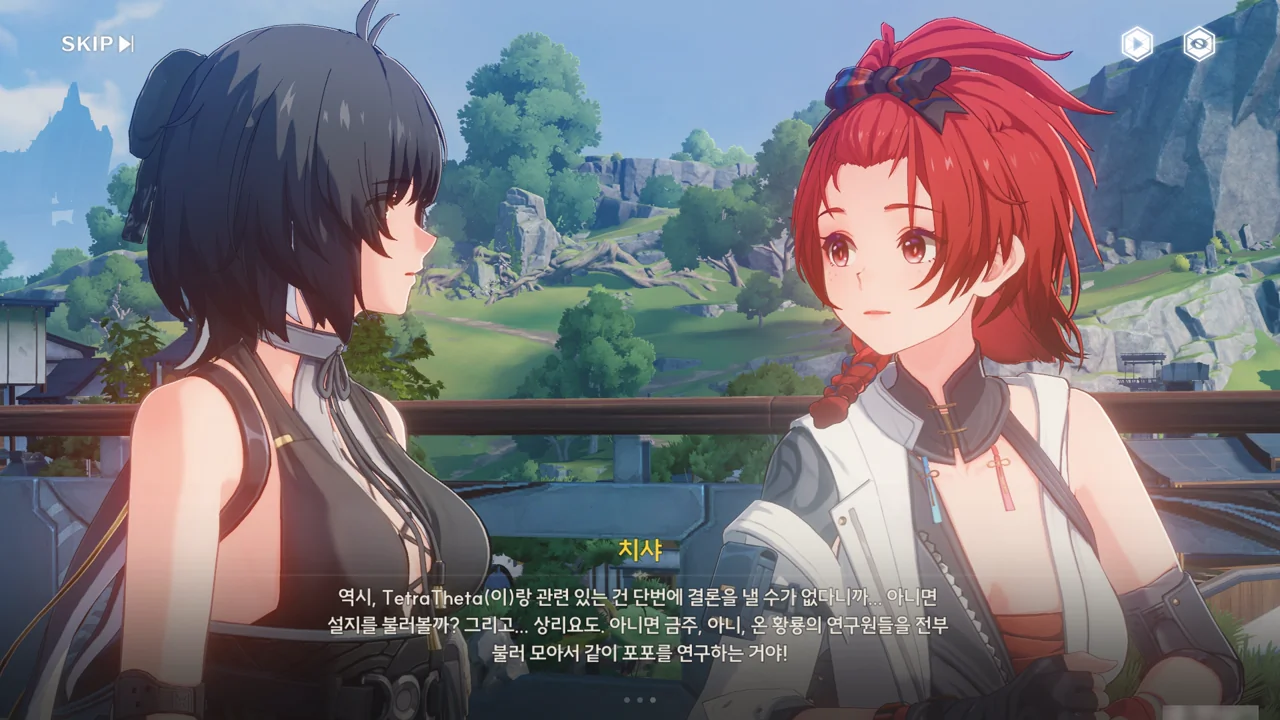 SKIP
치샤
역시, TetraTheta(이)랑 관련 있는 건 단번에 결론을 낼 수가 없다니까... 아니면
설지를 불러볼까? 그리고... 상리요도. 아니면 금주, 아니, 온 황룡의 연구원들을 전부
불러 모아서 같이 포포를 연구하는 거야!